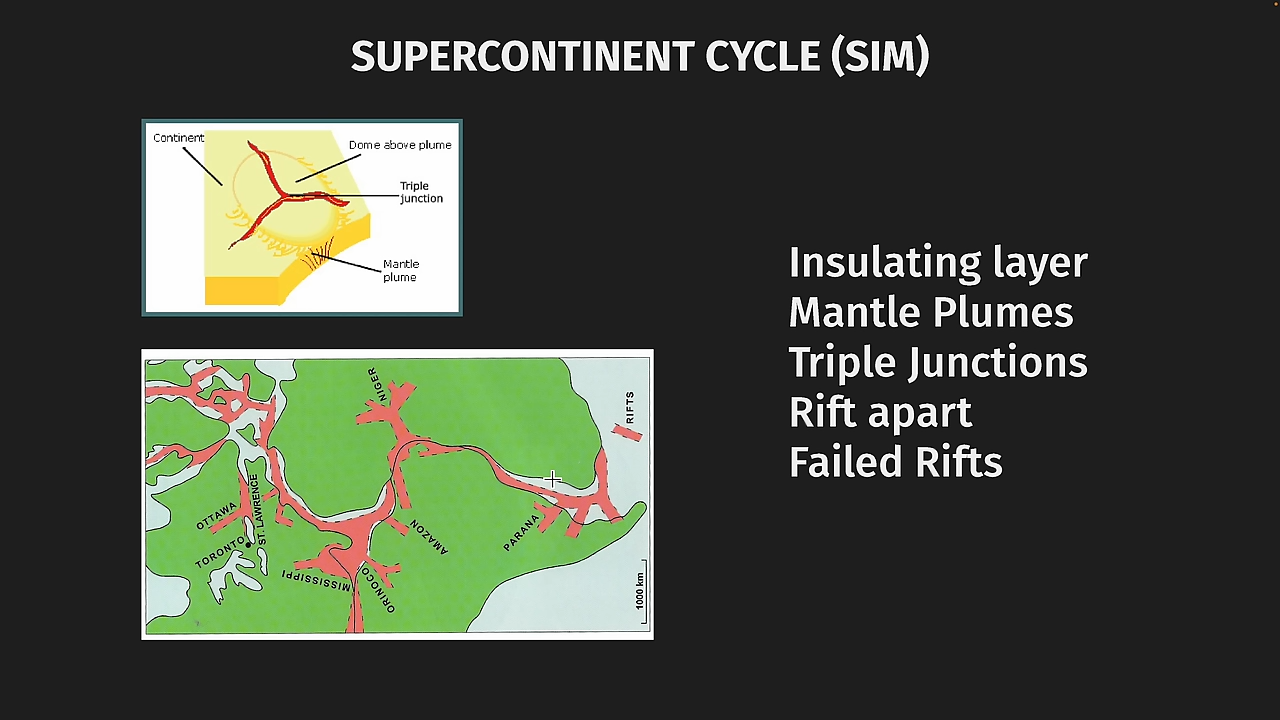 SUPERCONTINENT CYCLE (SIM)
Continent
Dome above plume
Triple
junction
Mantle
plume
NIGER
RIFTS
OTTAWA
ST. LAWRENCE
TORONTO
AMAZON
PARANA
MISSISSIPPI
ORINOCO
1000 km
Insulating layer
Mantle Plumes
Triple Junctions
Rift apart
Failed Rifts